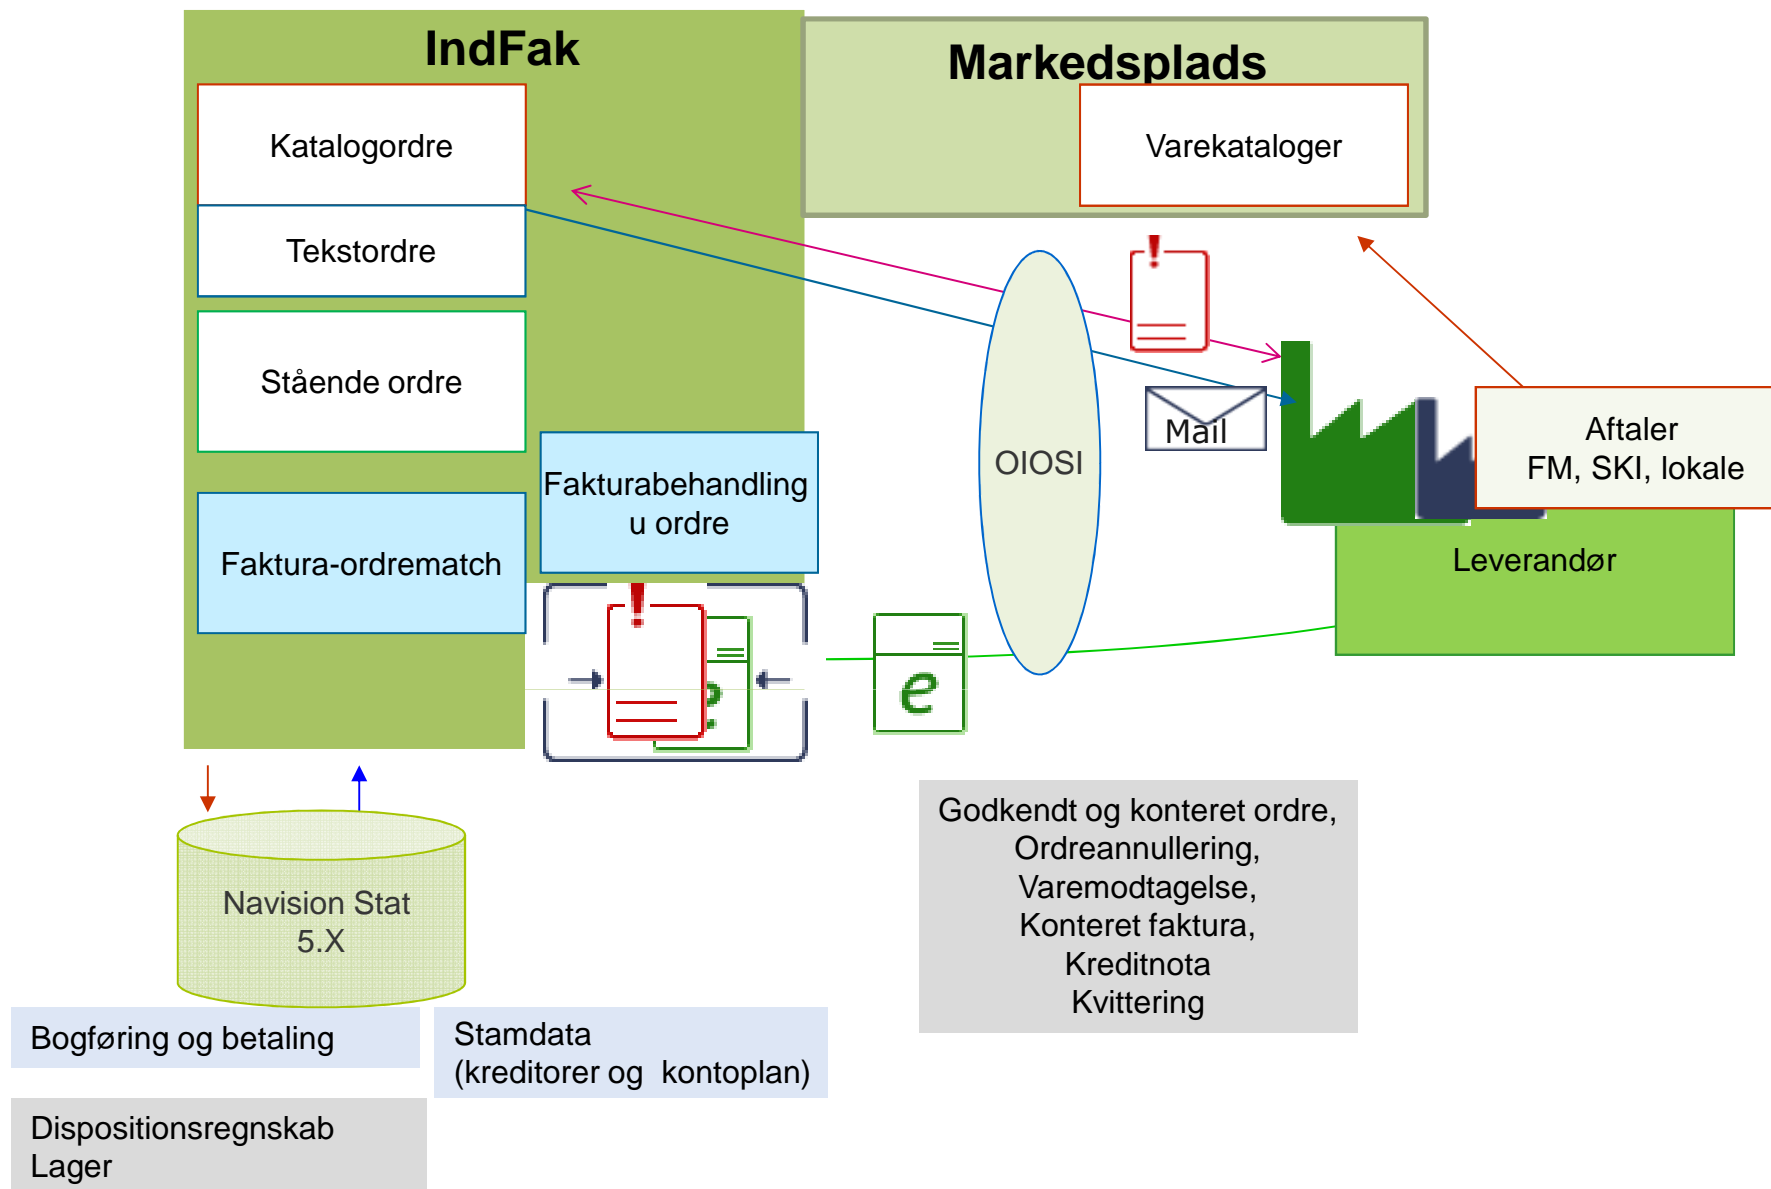 IndFak
Markedsplads
Katalogordre
Varekataloger
Tekstordre
Stående ordre
Mail
Aftaler
FM, SKI, lokale
OIOSI
Fakturabehandling
u ordre
Faktura-ordrematch
Leverandør
e
Godkendt og konteret ordre,
Ordreannullering,
Varemodtagelse,
Konteret faktura,
Kreditnota
Kvittering
Navision Stat
5.X
Bogføring og betaling
Stamdata
(kreditorer og kontoplan)
Dispositionsregnskab
Lager